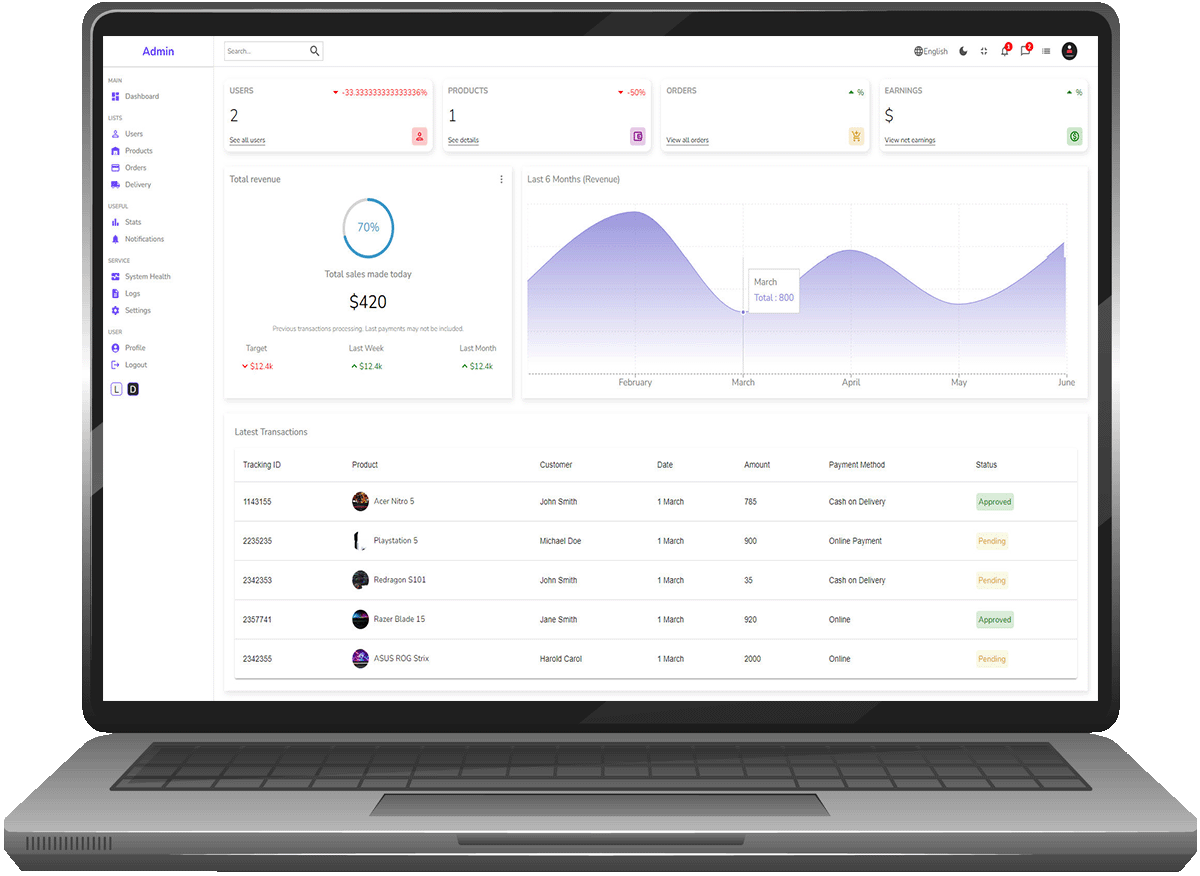 Admin
Search...
English
3
2
MAIN
Dashboard
LISTS
Users
Products
Orders
Delivery
USEFUL
Stats
Notifications
SERVICE
System Health
Logs
Settings
USER
Profile
Logout
L D
USERS -33.33333333333336%
2
See all users
PRODUCTS -50%
1
See details
ORDERS %
View all orders
EARNINGS %
$
View net earnings
Total revenue
70%
Total sales made today
$420
Previous transactions processing. Last payments may not be included.
Target Last Week Last Month
$12.4k $12.4k $12.4k
Last 6 Months (Revenue)
March
Total : 800
February March April May June
Latest Transactions
Tracking ID Product Customer Date Amount Payment Method Status
1143155 Acer Nitro 5 John Smith 1 March 785 Cash on Delivery Approved
2235235 Playstation 5 Michael Doe 1 March 900 Online Payment Pending
2342353 Redragon S101 John Smith 1 March 35 Cash on Delivery Pending
2357741 Razer Blade 15 Jane Smith 1 March 920 Online Approved
2342355 ASUS ROG Strix Harold Carol 1 March 2000 Online Pending